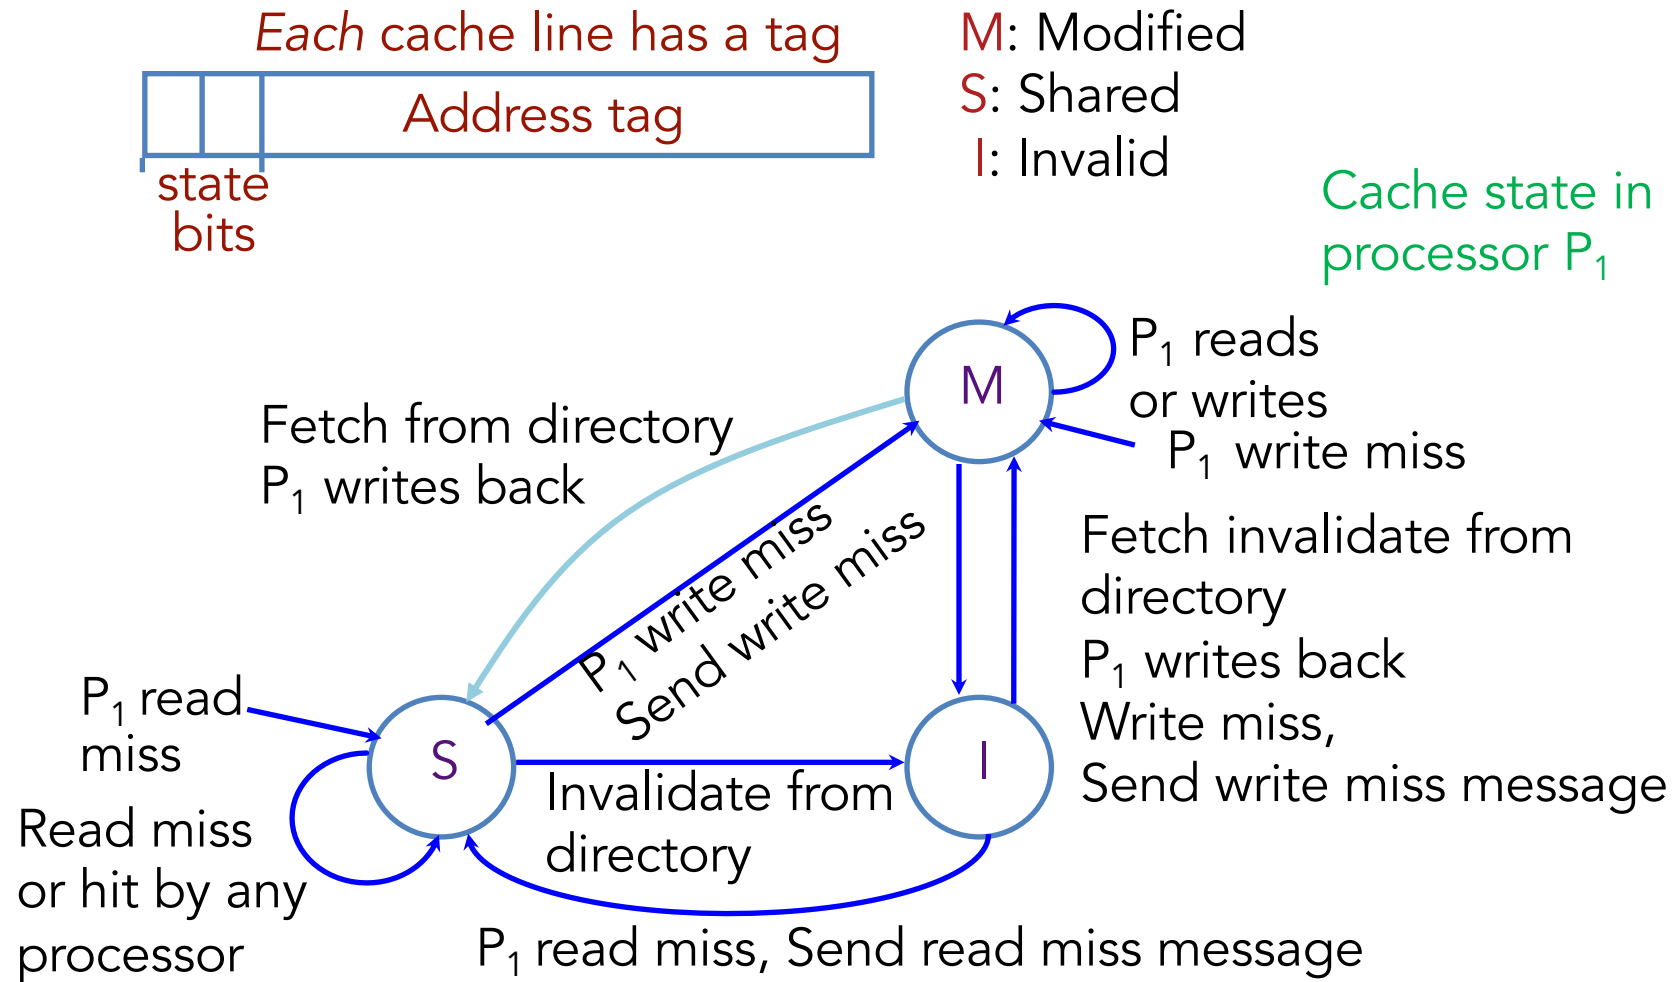 Each cache line has a tag
Address tag
state
bits
M: Modified
S: Shared
I: Invalid
Cache state in
processor P₁
M
P₁ reads
or writes
P₁ write miss
Fetch from directory
P₁ writes back
P₁ write miss
Send write miss
Fetch invalidate from
directory
P₁ writes back
Write miss,
Send write miss message
P₁ read
miss
S
I
Invalidate from
directory
Read miss
or hit by any
processor
P₁ read miss, Send read miss message